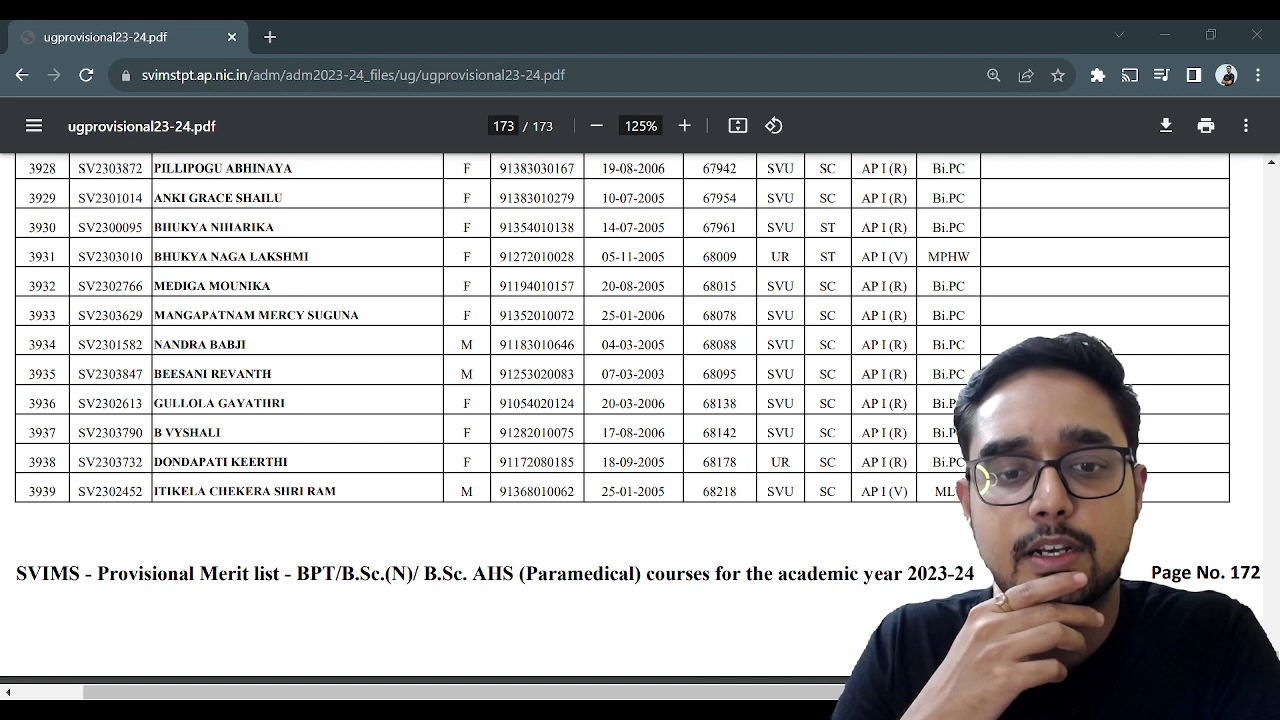 ugprovisional23-24.pdf
svimstpt.ap.nic.in/adm/adm2023-24_files/ug/ugprovisional23-24.pdf
ugprovisional23-24.pdf 173 / 173 125%
3928 SV2303872 PILLIPOGU ABHINAYA F 91383030167 19-08-2006 67942 SVU SC AP I (R) Bi.PC
3929 SV2301014 ANKI GRACE SHAILU F 91383010279 10-07-2005 67954 SVU SC AP I (R) Bi.PC
3930 SV2300095 BHUKYA NIHARIKA F 91354010138 14-07-2005 67961 SVU ST AP I (R) Bi.PC
3931 SV2303010 BHUKYA NAGA LAKSHMI F 91272010028 05-11-2005 68009 UR ST AP I (V) MPHW
3932 SV2302766 MEDIGA MOUNIKA F 91194010157 20-08-2005 68015 SVU SC AP I (R) Bi.PC
3933 SV2303629 MANGAPATNAM MERCY SUGUNA F 91352010072 25-01-2006 68078 SVU SC AP I (R) Bi.PC
3934 SV2301582 NANDRA BABJI M 91183010646 04-03-2005 68088 SVU SC AP I (R) Bi.PC
3935 SV2303847 BEESANI REVANTH M 91253020083 07-03-2003 68095 SVU SC AP I (R) Bi.PC
3936 SV2302613 GULLOLA GAYATHRI F 91054020124 20-03-2006 68138 SVU SC AP I (R) Bi.P
3937 SV2303790 B VYSHALI F 91282010075 17-08-2006 68142 SVU SC AP I (R) Bi.P
3938 SV2303732 DONDAPATI KEERTHI F 91172080185 18-09-2005 68178 UR SC AP I (R) Bi.PC
3939 SV2302452 ITIKELA CHEKERA SHRI RAM M 91368010062 25-01-2005 68218 SVU SC AP I (V) ML
SVIMS - Provisional Merit list - BPT/B.Sc.(N)/ B.Sc. AHS (Paramedical) courses for the academic year 2023-24 Page No. 172